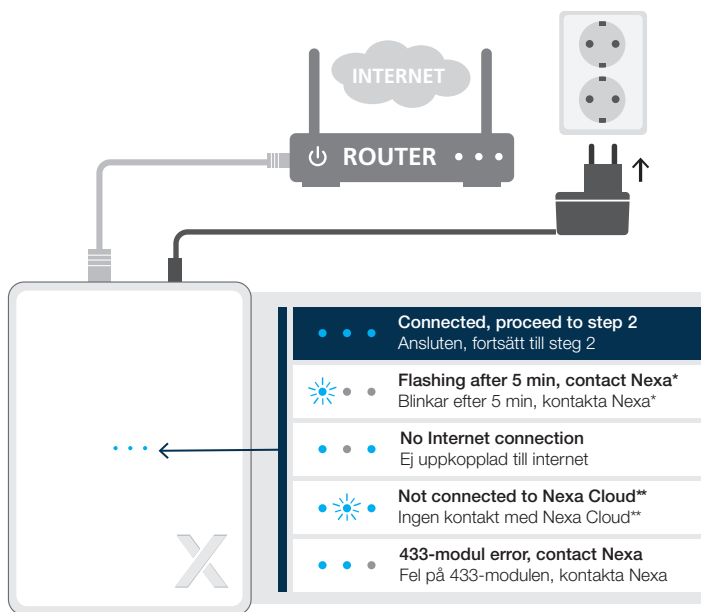 INTERNET
ROUTER
Connected, proceed to step 2
Ansluten, fortsätt till steg 2
Flashing after 5 min, contact Nexa*
Blinkar efter 5 min, kontakta Nexa*
No Internet connection
Ej uppkopplad till internet
Not connected to Nexa Cloud**
Ingen kontakt med Nexa Cloud**
433-modul error, contact Nexa
Fel på 433-modulen, kontakta Nexa
X